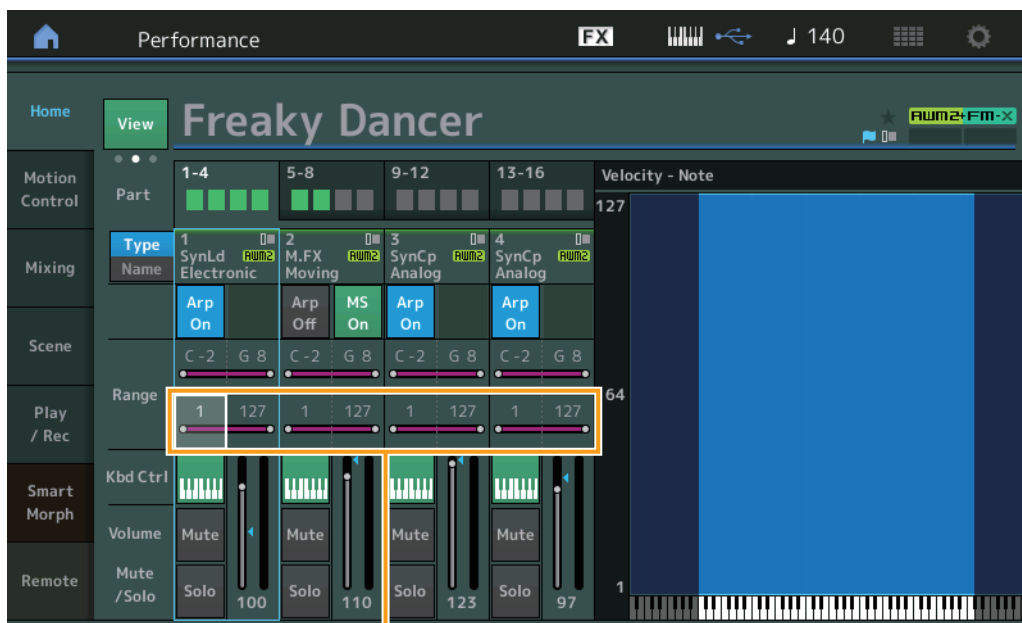 Performance
FX
140
Home
View
Freaky Dancer
AWM2+FM-X
Motion
Control
Part
1-4
5-8
9-12
13-16
Velocity - Note
127
Mixing
Type
Name
1
SynLd
AWM2
Electronic
2
M.FX
AWM2
Moving
3
SynCp
AWM2
Analog
4
SynCp
AWM2
Analog
Arp
On
Arp
Off
MS
On
Arp
On
Arp
On
Scene
C -2
G 8
C -2
G 8
C -2
G 8
C -2
G 8
Range
64
1
127
1
127
1
127
1
127
Play
/ Rec
Kbd Ctrl
Smart
Morph
Volume
Mute
Mute
Mute
Mute
Remote
Mute
/Solo
Solo
100
Solo
110
Solo
123
Solo
97
1